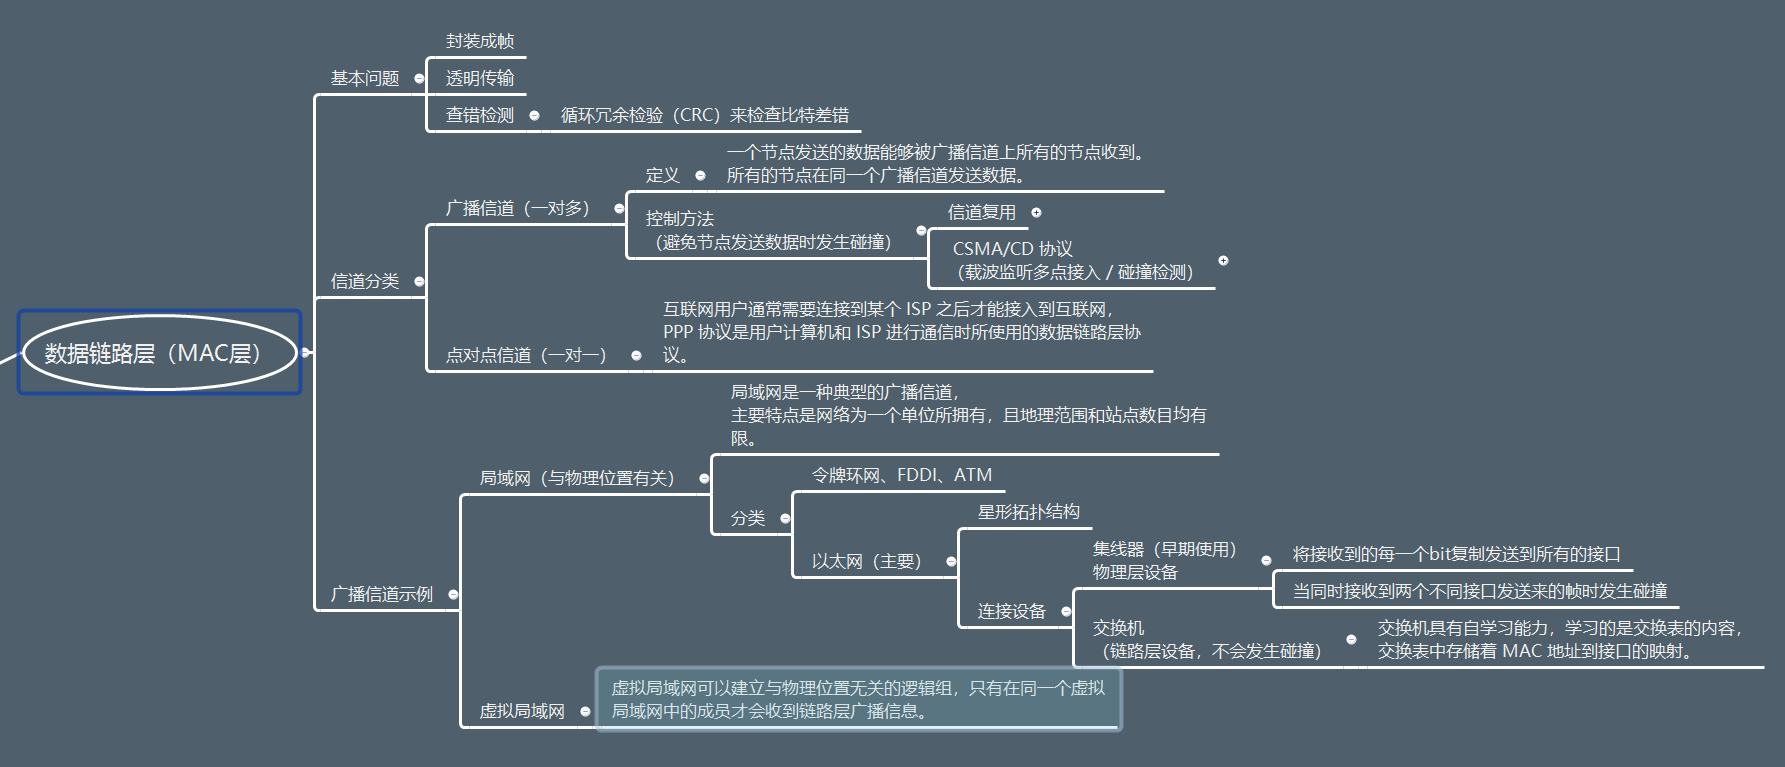 封装成帧
基本问题
透明传输
查错检测
循环冗余检验（CRC）来检查比特差错
一个节点发送的数据能够被广播信道上所有的节点收到。
定义
所有的节点在同一个广播信道发送数据。
广播信道（一对多）
控制方法
（避免节点发送数据时发生碰撞）
信道复用
CSMA/CD 协议
（载波监听多点接入 / 碰撞检测）
信道分类
互联网用户通常需要连接到某个 ISP 之后才能接入到互联网，
PPP 协议是用户计算机和 ISP 进行通信时所使用的数据链路层协
议。
点对点信道（一对一）
数据链路层（MAC层）
局域网是一种典型的广播信道，
主要特点是网络为一个单位所拥有，且地理范围和站点数目均有
限。
局域网（与物理位置有关）
令牌环网、FDDI、ATM
分类
星形拓扑结构
以太网（主要）
集线器（早期使用）
物理层设备
将接收到的每一个bit复制发送到所有的接口
当同时接收到两个不同接口发送来的帧时发生碰撞
连接设备
广播信道示例
交换机
（链路层设备，不会发生碰撞）
交换机具有自学习能力，学习的是交换表的内容，
交换表中存储着 MAC 地址到接口的映射。
虚拟局域网
虚拟局域网可以建立与物理位置无关的逻辑组，只有在同一个虚拟
局域网中的成员才会收到链路层广播信息。